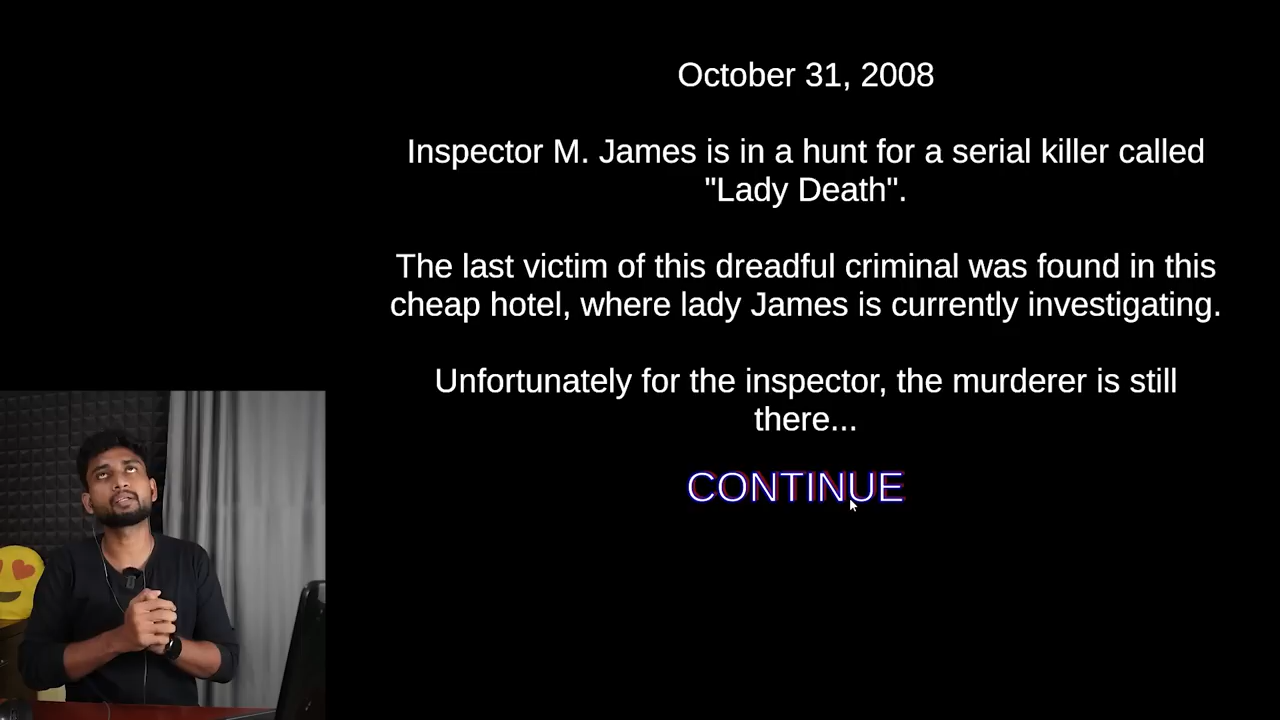 October 31, 2008
Inspector M. James is in a hunt for a serial killer called
"Lady Death".
The last victim of this dreadful criminal was found in this
cheap hotel, where lady James is currently investigating.
Unfortunately for the inspector, the murderer is still
there...
CONTINUE